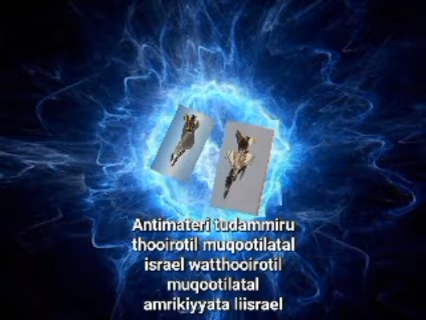 Antimateri tudammiru
thooirotil muqootilatal
israel watthooirotil
muqootilatal
amrikiyyata liisrael